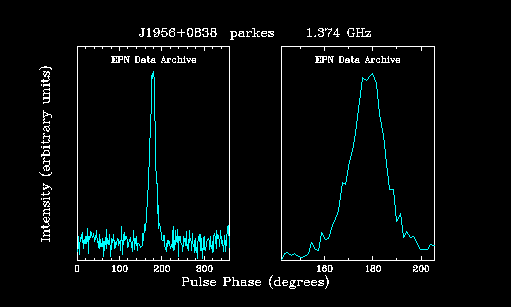 J1956+0838 parkes 1.374 GHz
EPN Data Archive EPN Data Archive
Intensity (arbitrary units)
0 100 200 300 160 180 200
Pulse Phase (degrees)